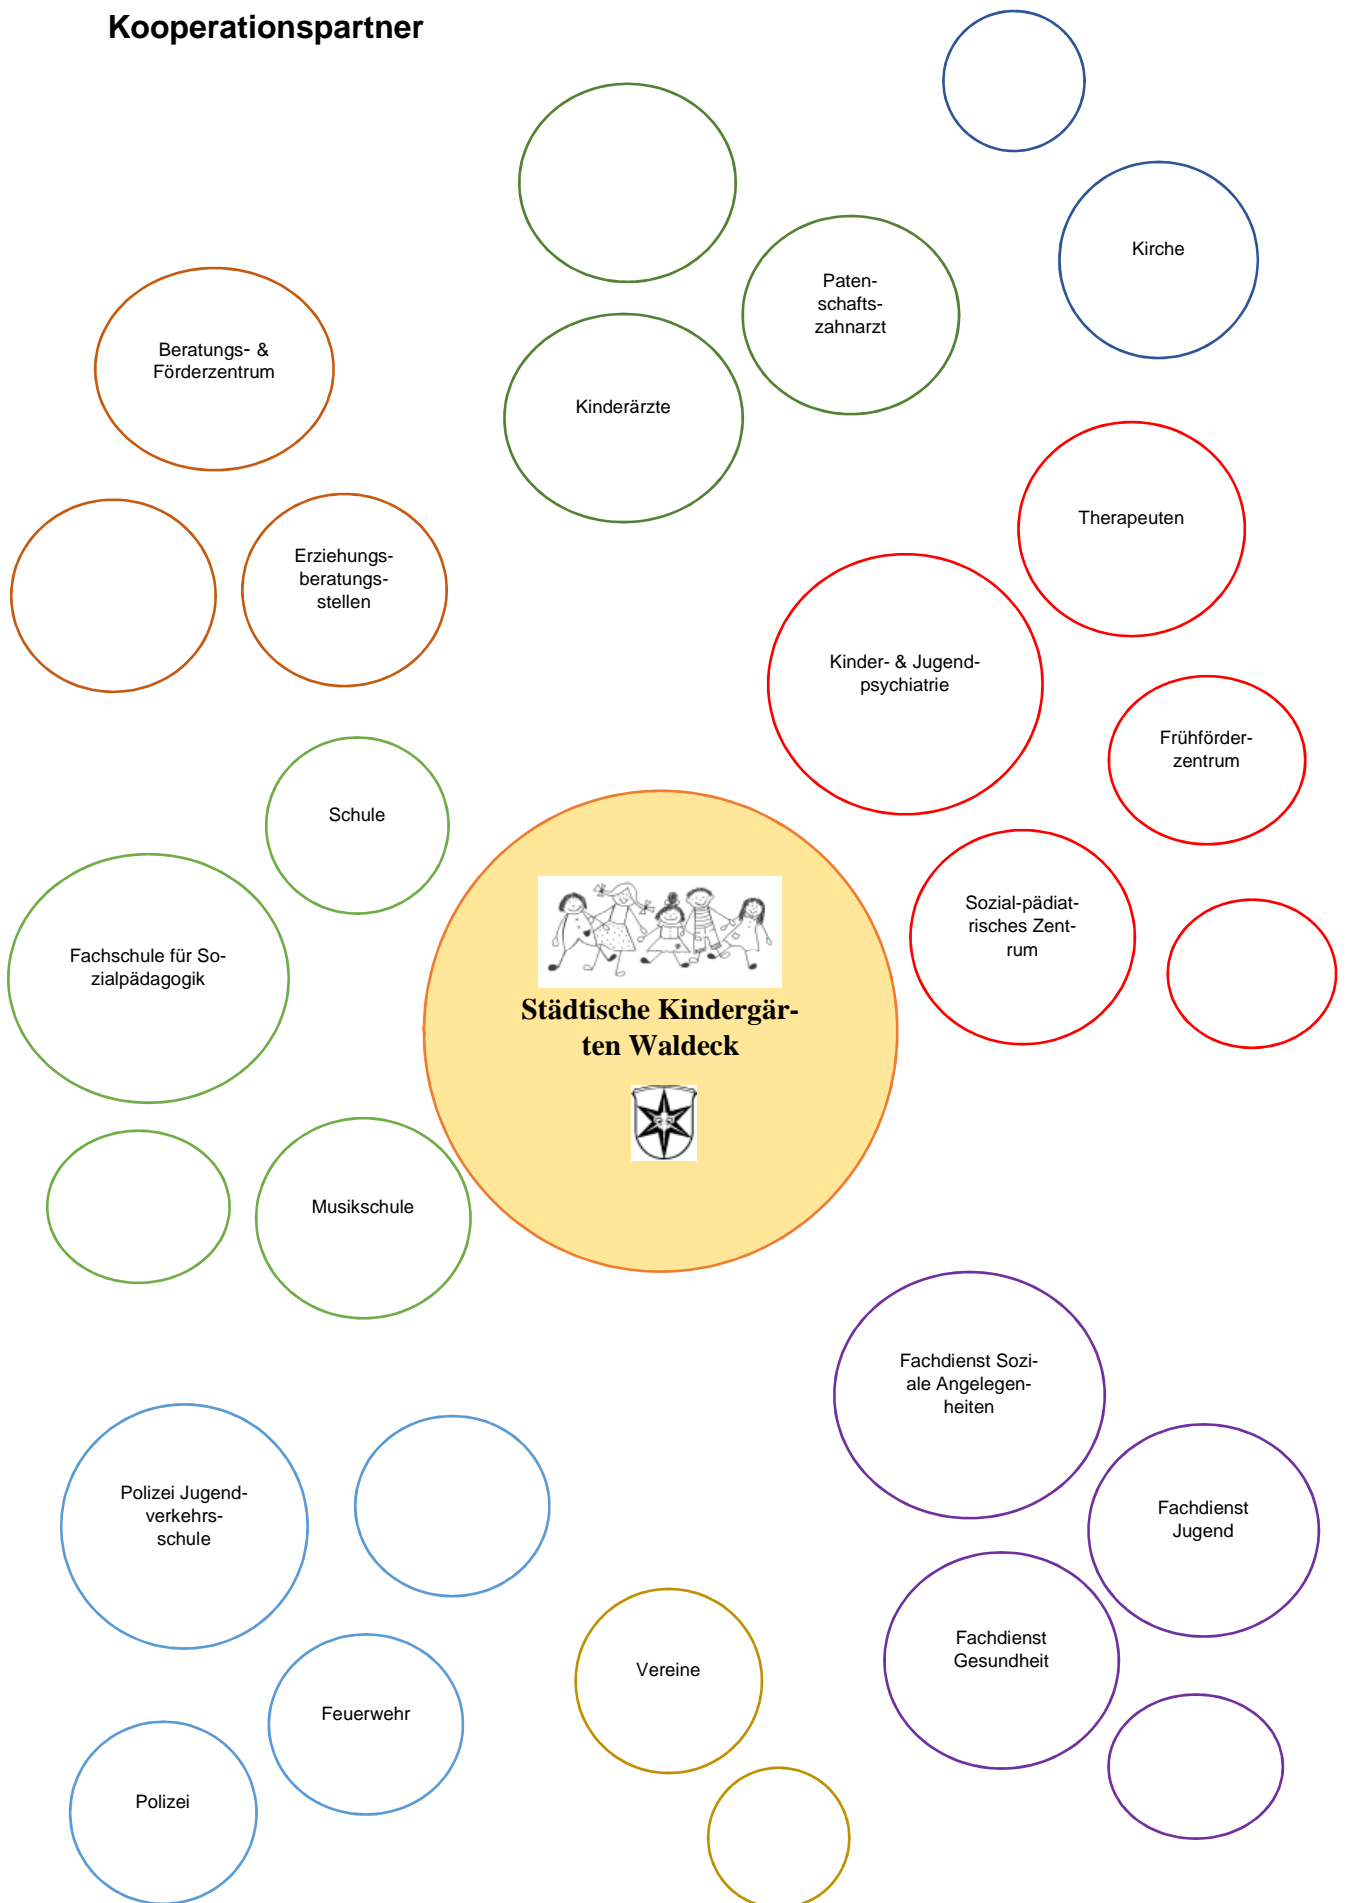 Kooperationspartner
Kirche
Paten-
schafts-
zahnarzt
Beratungs- &
Förderzentrum
Kinderärzte
Therapeuten
Erziehungs-
beratungs-
stellen
Kinder- & Jugend-
psychiatrie
Frühförder-
zentrum
Schule
Sozial-pädiat-
risches Zent-
rum
Fachschule für So-
zialpädagogik
Städtische Kindergär-
ten Waldeck
Musikschule
Fachdienst Sozi-
ale Angelegen-
heiten
Polizei Jugend-
verkehrs-
schule
Fachdienst
Jugend
Fachdienst
Gesundheit
Vereine
Feuerwehr
Polizei